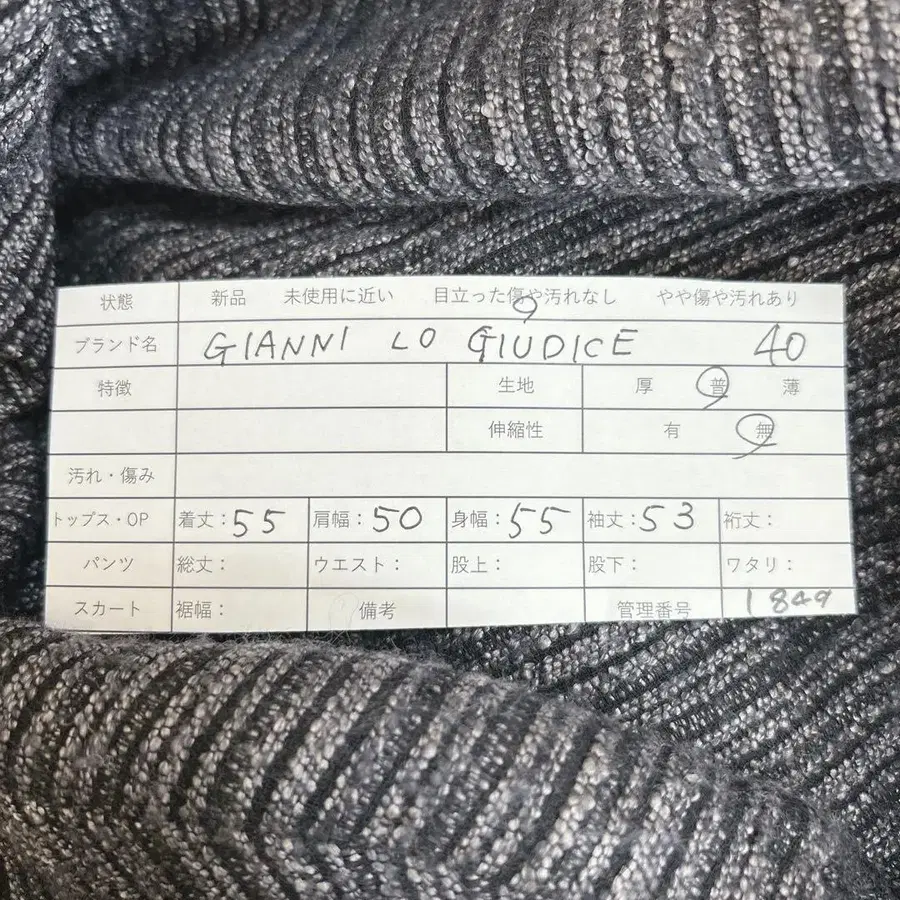 状態 新品 未使用に近い 目立った傷や汚れなし やや傷や汚れあり
ブランド名 GIANNI LO GIUDICE 40
特徴 生地 厚 普 薄
伸縮性 有 無
汚れ・傷み
トップス・OP 着丈:55 肩幅:50 身幅:55 袖丈:53 裄丈:
パンツ 総丈: ウエスト: 股上: 股下: ワタリ:
スカート 裾幅: 備考 管理番号 1849